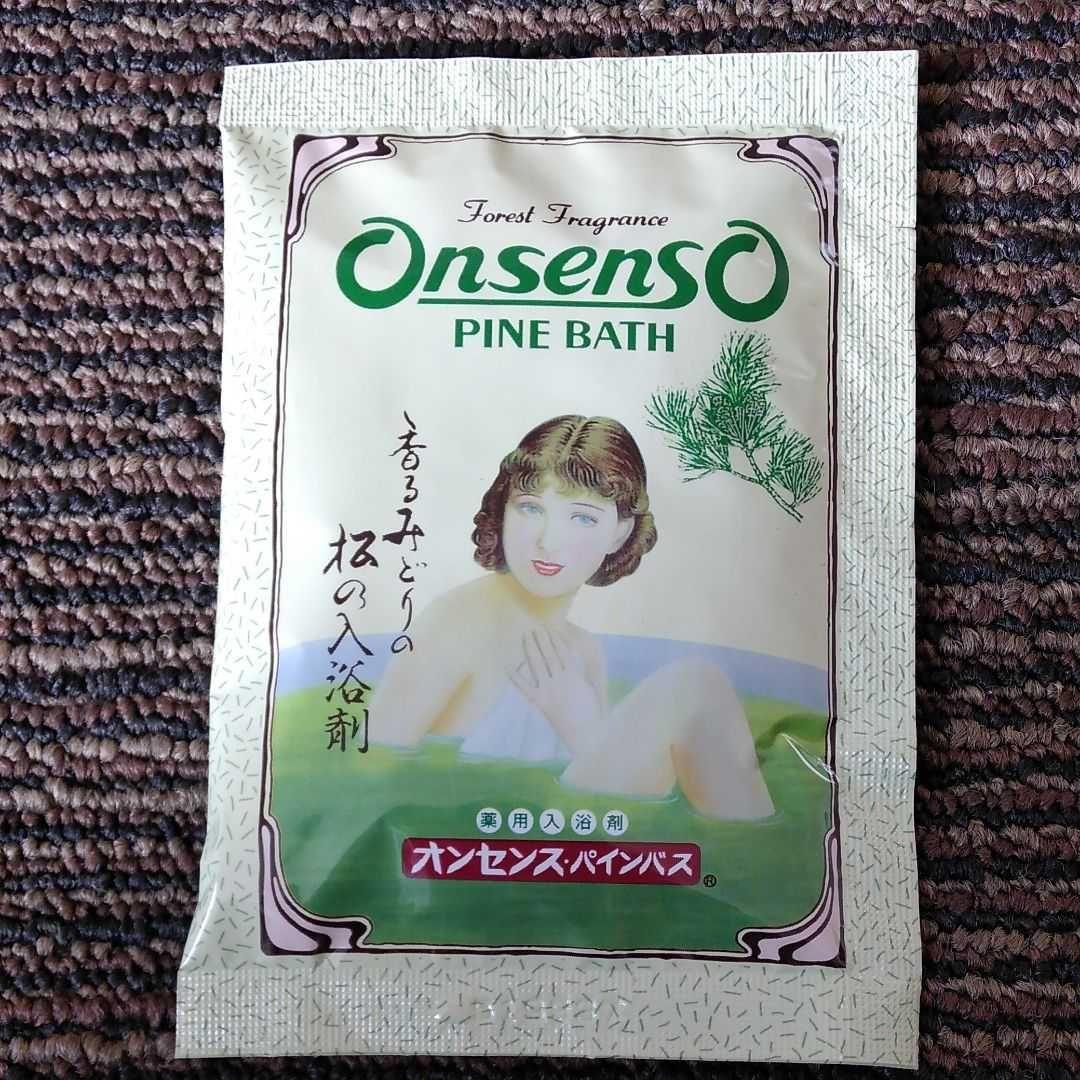 Forest Fragrance
OnsensO
PINE BATH
香るみどりの
松の入浴剤
薬用入浴剤
オンセンス・パインバス®